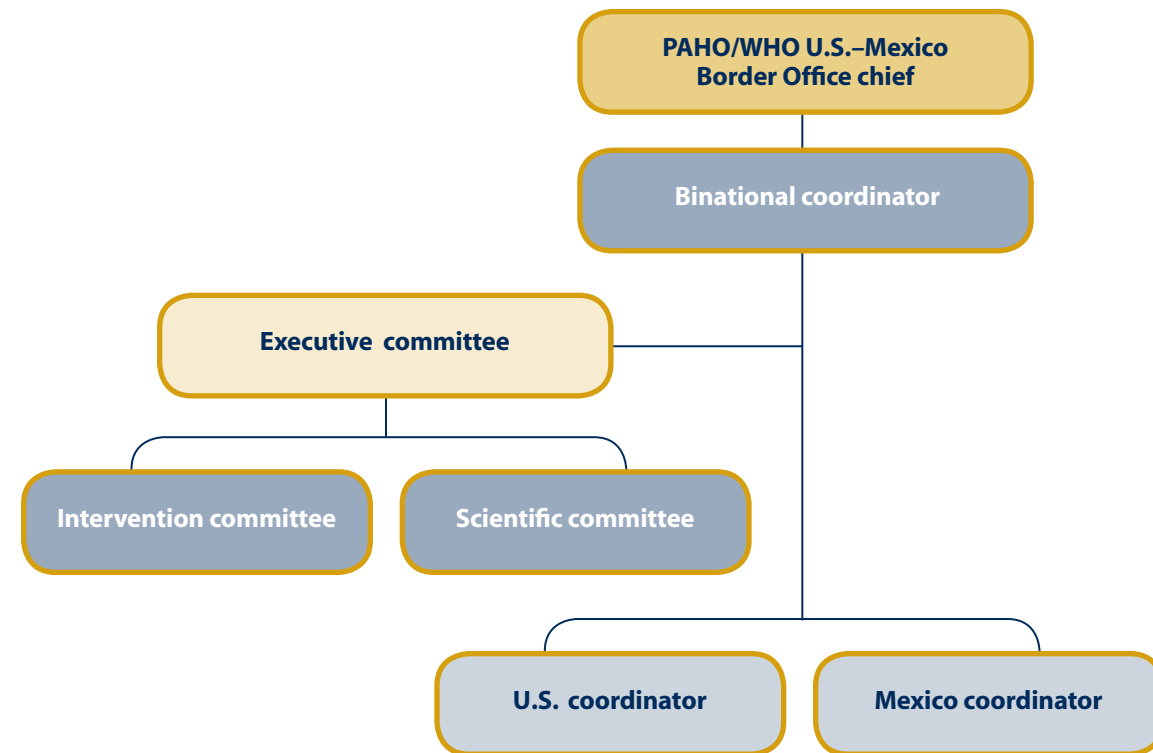 PAHO/WHO U.S.–Mexico
Border Office chief
Binational coordinator
Executive committee
Intervention committee
Scientific committee
U.S. coordinator
Mexico coordinator